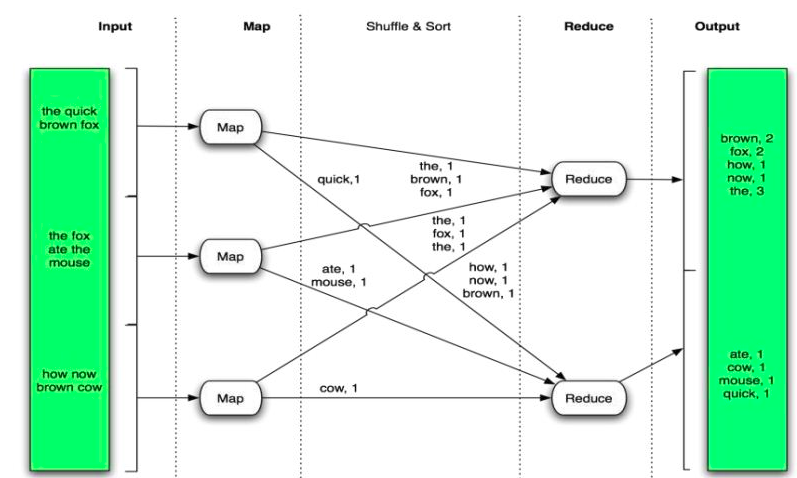 Input
Map
Shuffle & Sort
Reduce
Output
the quick
brown fox
the fox
ate the
mouse
how now
brown cow
Map
Map
Map
quick,1
the, 1
brown, 1
fox, 1
the, 1
fox, 1
the, 1
ate, 1
mouse, 1
how, 1
now, 1
brown, 1
cow, 1
Reduce
Reduce
brown, 2
fox, 2
how, 1
now, 1
the, 3
ate, 1
cow, 1
mouse, 1
quick, 1